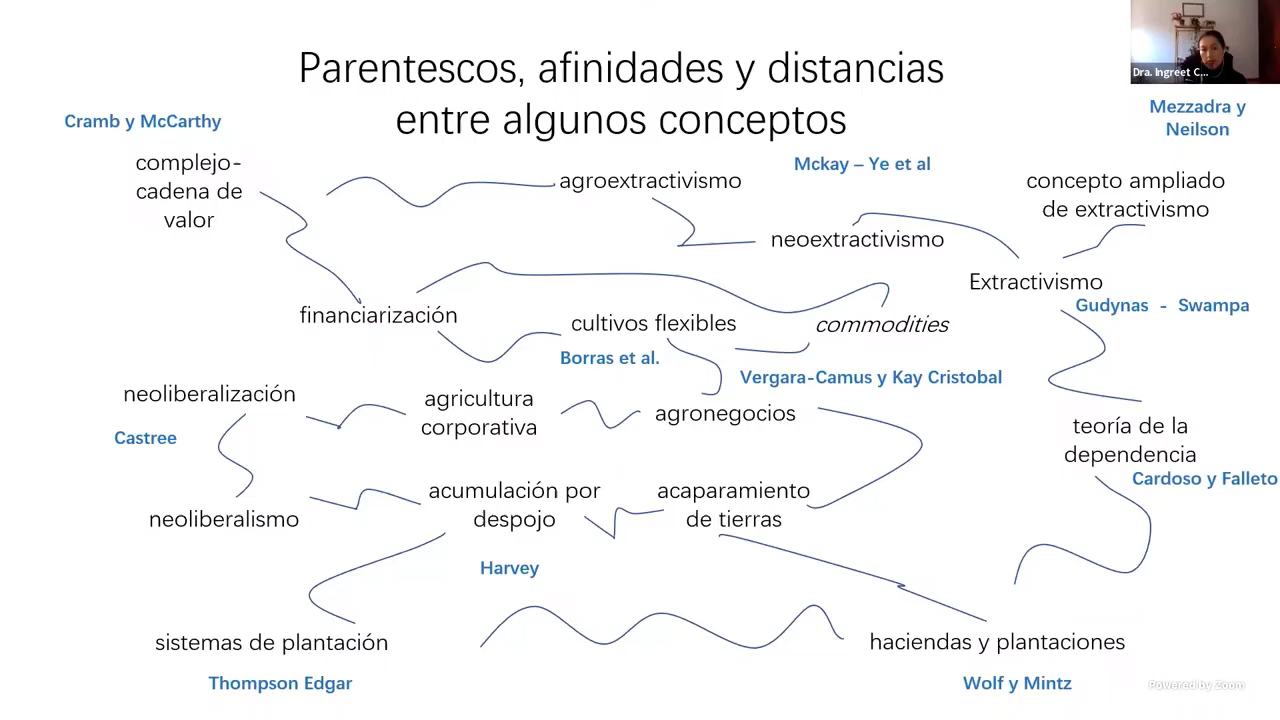 Dra. Ingreet C...
Parentescos, afinidades y distancias
entre algunos conceptos
Cramb y McCarthy
Mezzadra y
Neilson
complejo-
cadena de
valor
agroextractivismo
Mckay – Ye et al
concepto ampliado
de extractivismo
neoextractivismo
Extractivismo
Gudynas - Swampa
financiarización
cultivos flexibles
commodities
Borras et al.
Vergara-Camus y Kay Cristobal
neoliberalización
Castree
agricultura
corporativa
agronegocios
teoría de la
dependencia
Cardoso y Falleto
neoliberalismo
acumulación por
despojo
acaparamiento
de tierras
Harvey
sistemas de plantación
haciendas y plantaciones
Thompson Edgar
Wolf y Mintz
Powered by Zoom